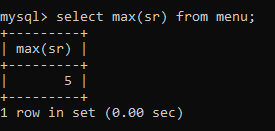 mysql> select max(sr) from menu;
+---------+
| max(sr) |
+---------+
|       5 |
+---------+
1 row in set (0.00 sec)